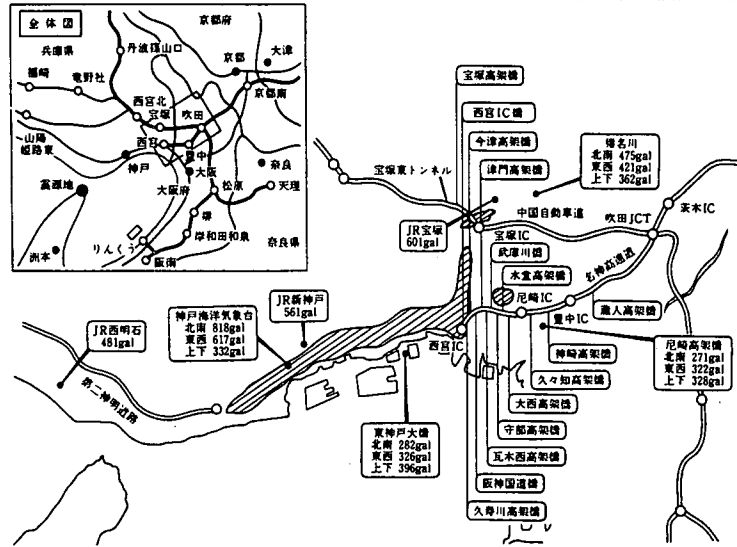 全体図
京都府
兵庫県
丹波篠山口
京都
大津
福崎
竜野社
西宮北
宝塚
吹田
京都南
山陽
姫路東
西宮
豊中
神戸
大阪
奈良
震源地
大阪府
松原
天理
堺
りんくう
岸和田和泉
奈良県
洲本
阪南
宝塚高架橋
西宮IC橋
今津高架橋
津門高架橋
宝塚東トンネル
猪名川
北南 475gal
東西 421gal
上下 362gal
中国自動車道
吹田JCT
茨木IC
JR宝塚
601gal
宝塚IC
武庫川橋
水堂高架橋
尼崎IC
名神高速道
蔵人高架橋
豊中IC
JR新神戸
561gal
神戸海洋気象台
北南 818gal
東西 617gal
上下 332gal
JR西明石
481gal
第二神明道路
西宮IC
神崎高架橋
尼崎高架橋
北南 271gal
東西 322gal
上下 328gal
久々知高架橋
大西高架橋
東神戸大橋
北南 282gal
東西 326gal
上下 396gal
守部高架橋
瓦木西高架橋
阪神国道橋
久寿川高架橋